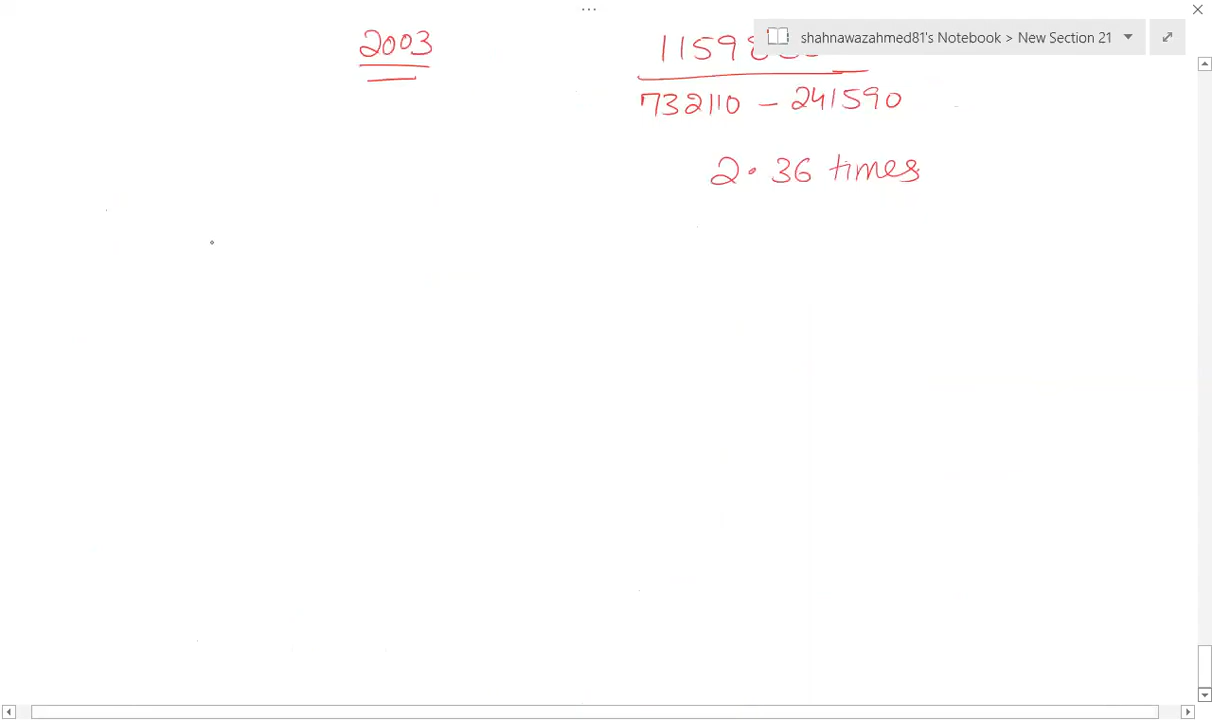 shahnawazahmed81's Notebook > New Section 21
2003
732110 - 241590
2.36 times